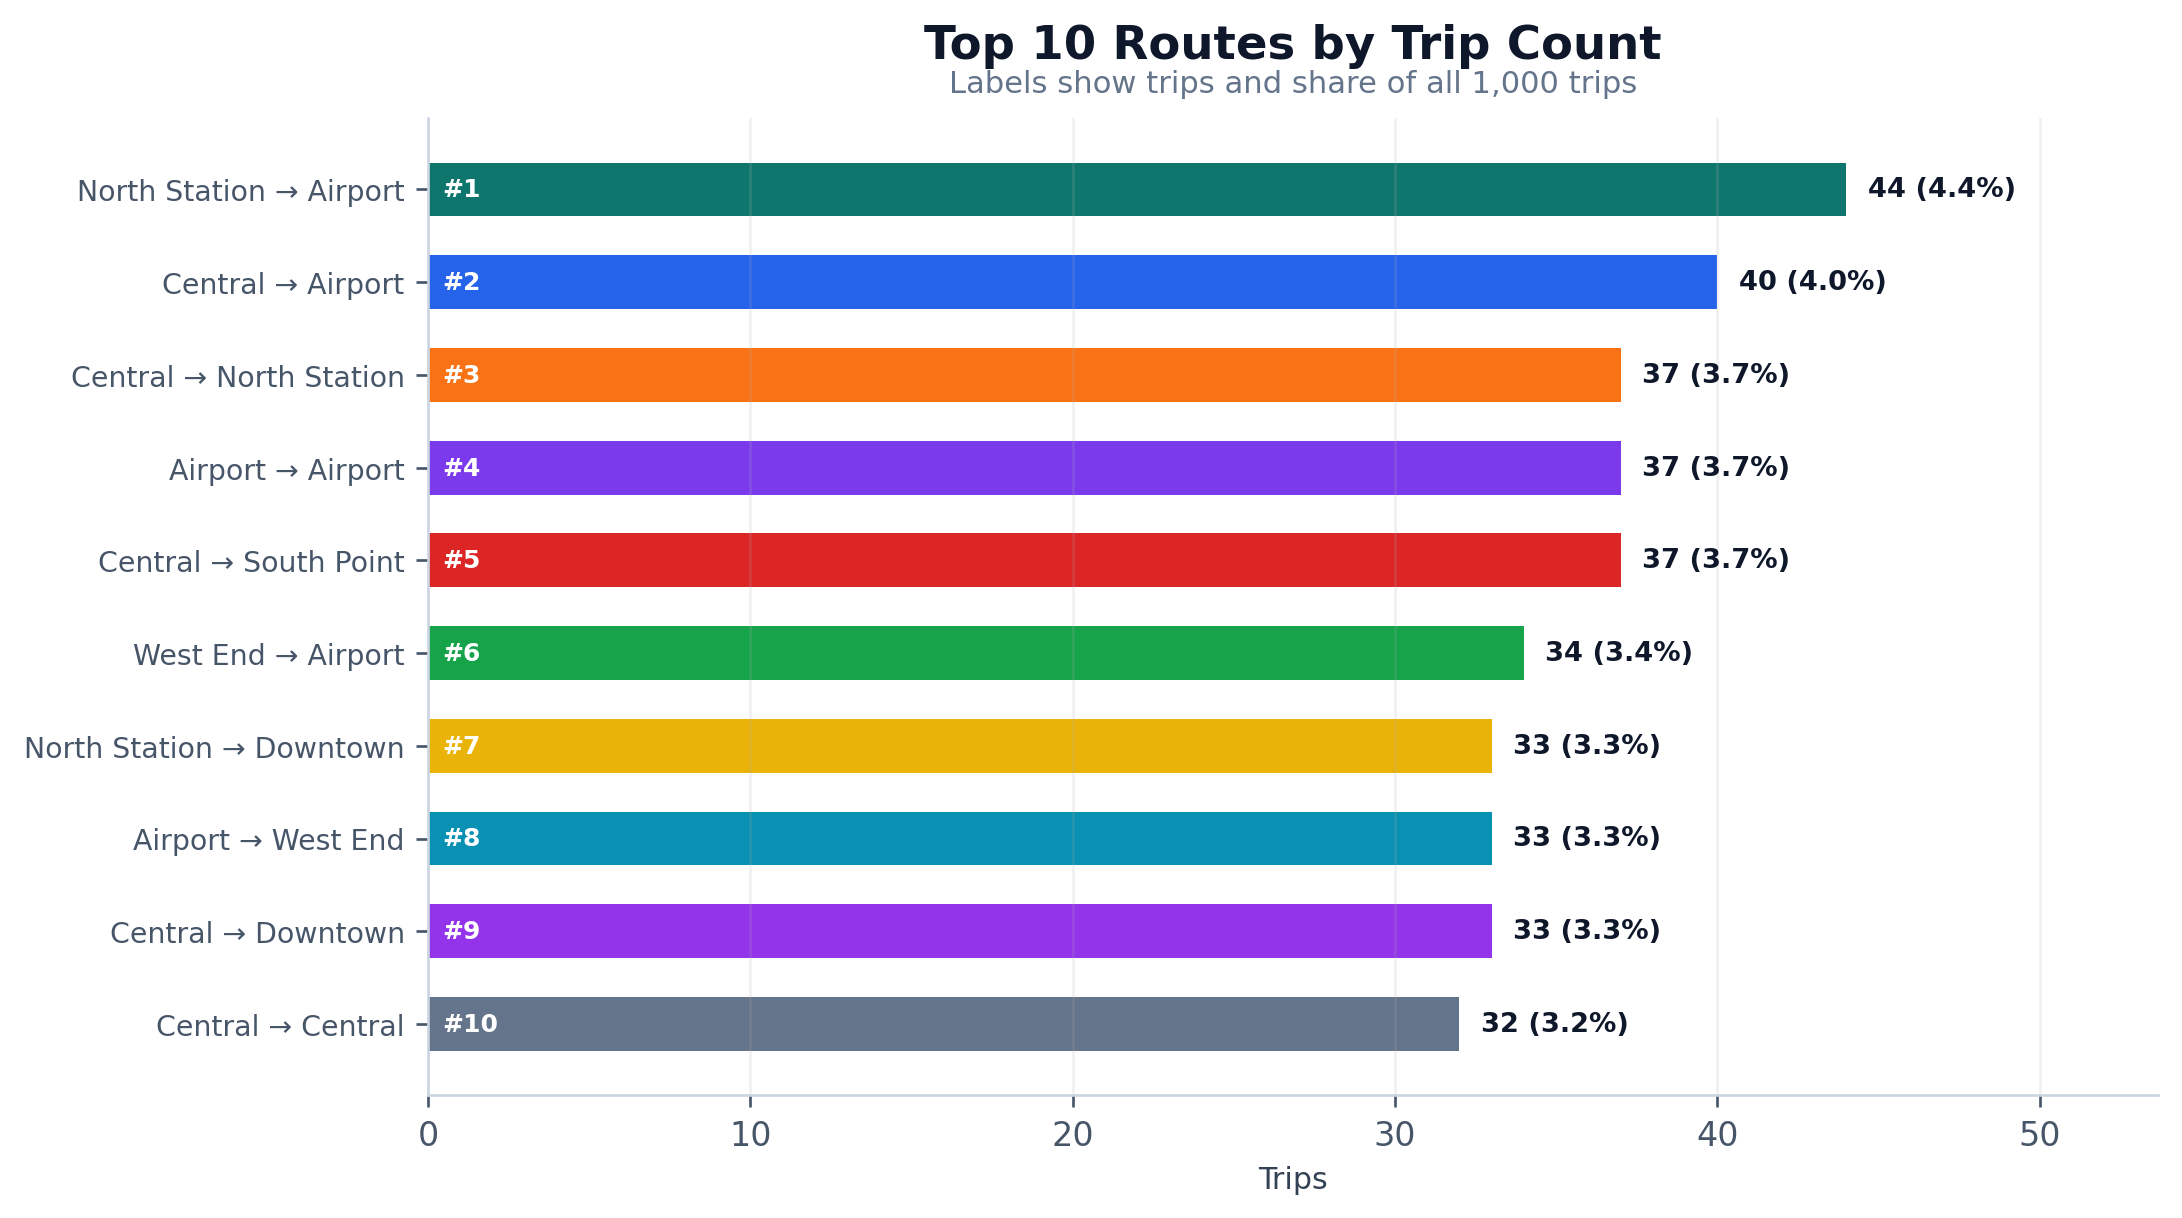 Top 10 Routes by Trip Count
Labels show trips and share of all 1,000 trips
North Station → Airport #1 44 (4.4%)
Central → Airport #2 40 (4.0%)
Central → North Station #3 37 (3.7%)
Airport → Airport #4 37 (3.7%)
Central → South Point #5 37 (3.7%)
West End → Airport #6 34 (3.4%)
North Station → Downtown #7 33 (3.3%)
Airport → West End #8 33 (3.3%)
Central → Downtown #9 33 (3.3%)
Central → Central #10 32 (3.2%)
0 10 20 30 40 50
Trips